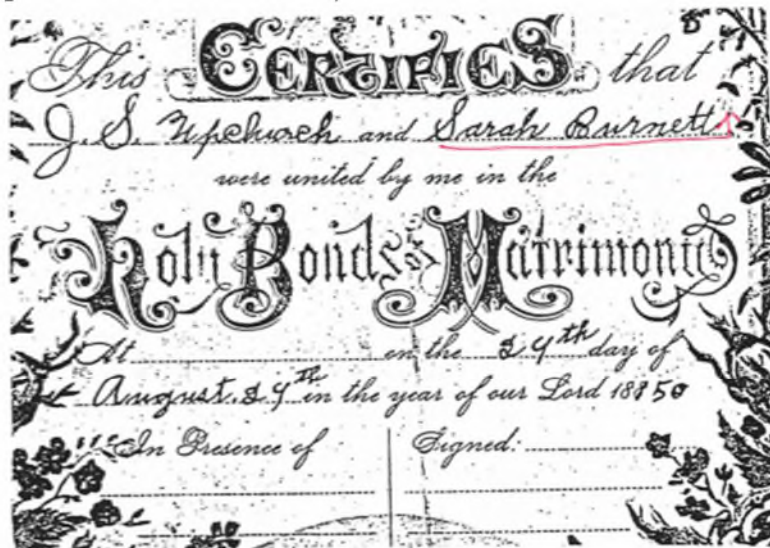 This CERTIFIES that
J. S. Upchurch and Sarah Burnett
were united by me in the
Holy Bonds of Matrimony
At on the 24th day of
August 24th in the year of our Lord 18850
In Presence of Signed: